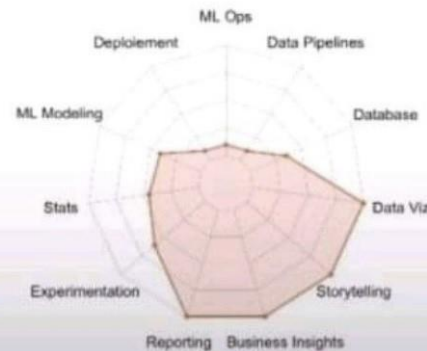 ML Ops
Deploiement
Data Pipelines
ML Modeling
Database
Stats
Data Viz
Experimentation
Storytelling
Reporting
Business Insights